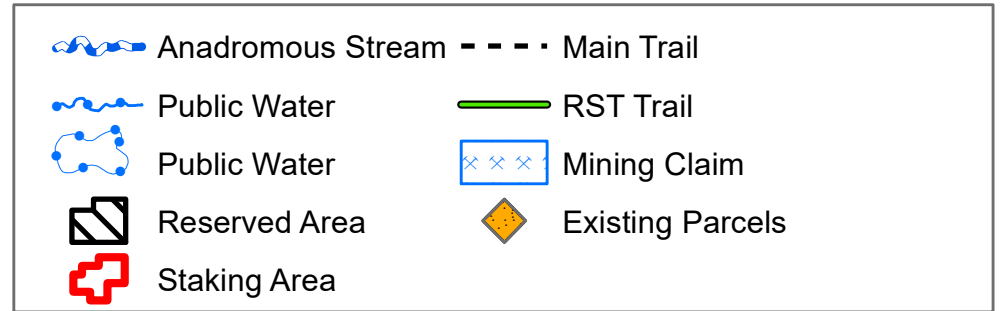 Anadromous Stream
Public Water
Public Water
Reserved Area
Staking Area
Main Trail
RST Trail
Mining Claim
Existing Parcels